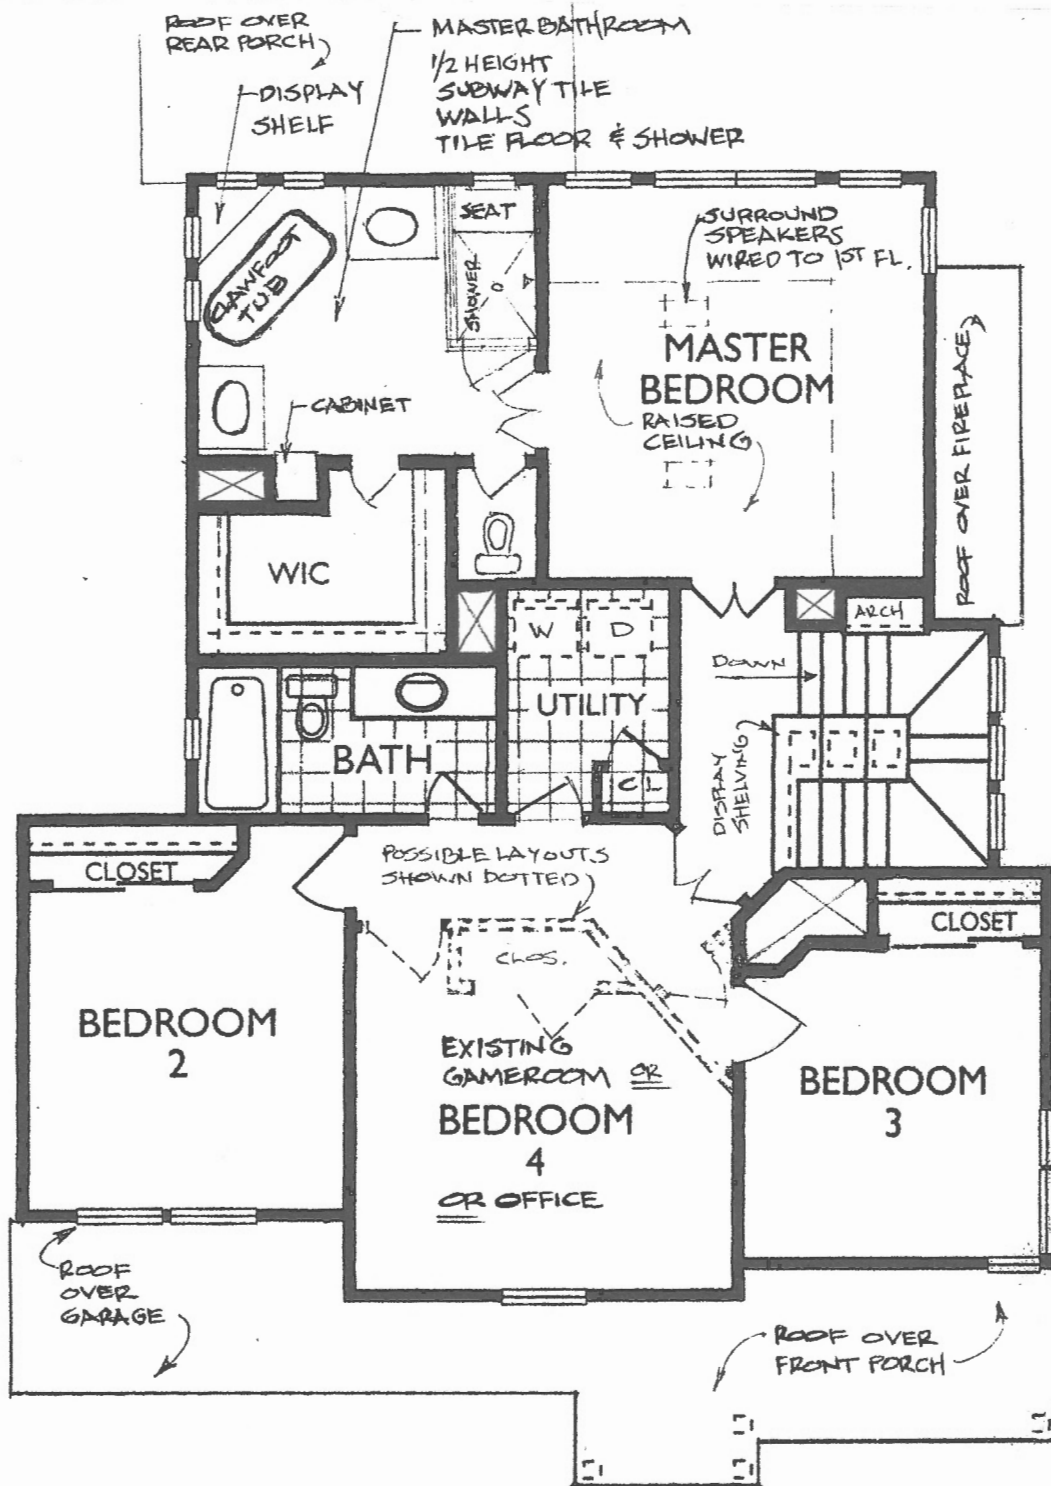 ROOF OVER
REAR PORCH
DISPLAY
SHELF
MASTER BATHROOM
1/2 HEIGHT
SUBWAY TILE
WALLS
TILE FLOOR & SHOWER
CLAWFOOT
TUB
SEAT
SHOWER
SURROUND
SPEAKERS
WIRED TO 1ST FL.
MASTER
BEDROOM
RAISED
CEILING
ROOF OVER FIREPLACE
CABINET
WIC
W
D
UTILITY
CL
ARCH
DOWN
DISPLAY
SHELVING
BATH
CLOSET
POSSIBLE LAYOUTS
SHOWN DOTTED
CLOS.
CLOSET
BEDROOM
2
EXISTING
GAMEROOM OR
BEDROOM
4
OR OFFICE
BEDROOM
3
ROOF
OVER
GARAGE
ROOF OVER
FRONT PORCH